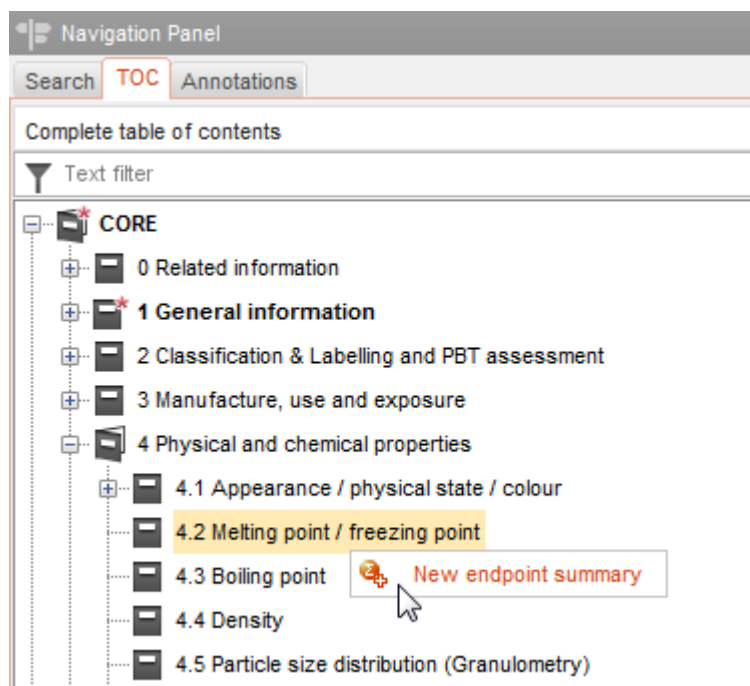 Navigation Panel
Search TOC Annotations
Complete table of contents
Text filter
CORE
0 Related information
1 General information
2 Classification & Labelling and PBT assessment
3 Manufacture, use and exposure
4 Physical and chemical properties
4.1 Appearance / physical state / colour
4.2 Melting point / freezing point
4.3 Boiling point
New endpoint summary
4.4 Density
4.5 Particle size distribution (Granulometry)